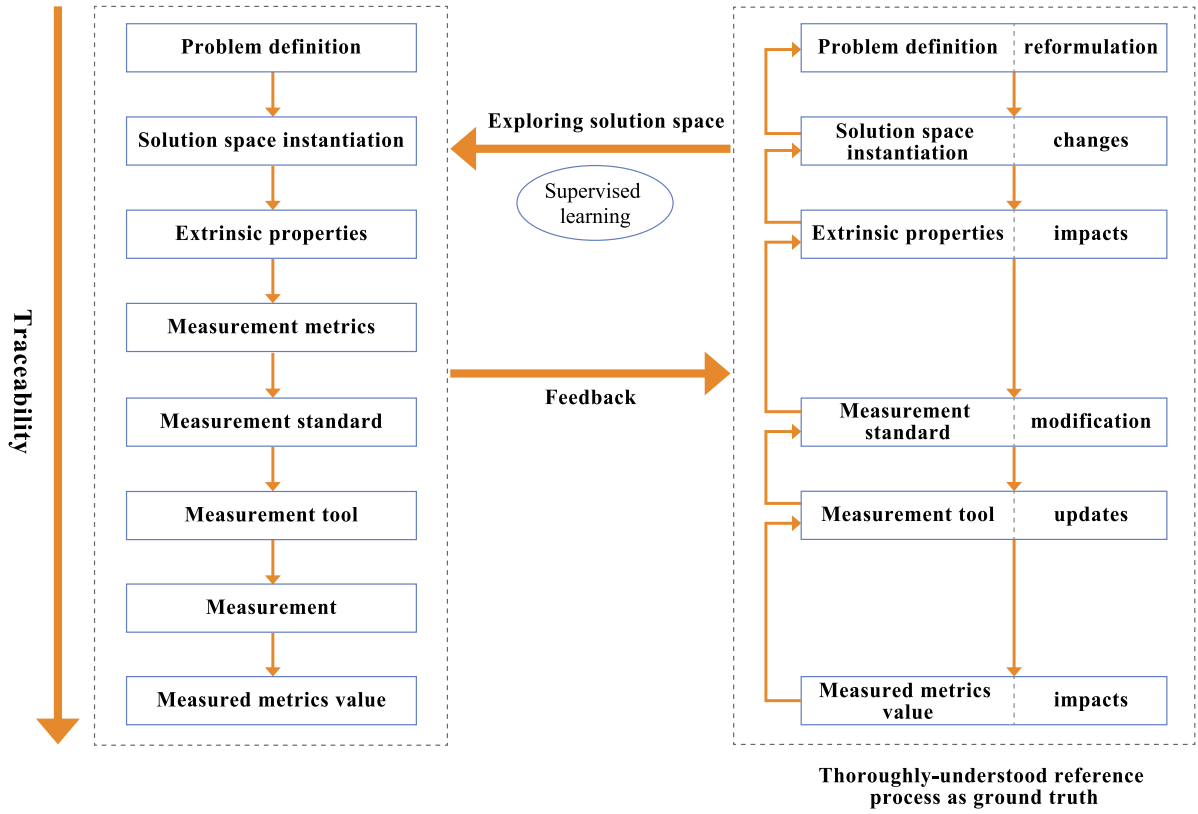 Traceability
Problem definition
Solution space instantiation
Extrinsic properties
Measurement metrics
Measurement standard
Measurement tool
Measurement
Measured metrics value
Exploring solution space
Supervised
learning
Feedback
Problem definition
reformulation
Solution space
instantiation
changes
Extrinsic properties
impacts
Measurement
standard
modification
Measurement tool
updates
Measured metrics
value
impacts
Thoroughly-understood reference
process as ground truth